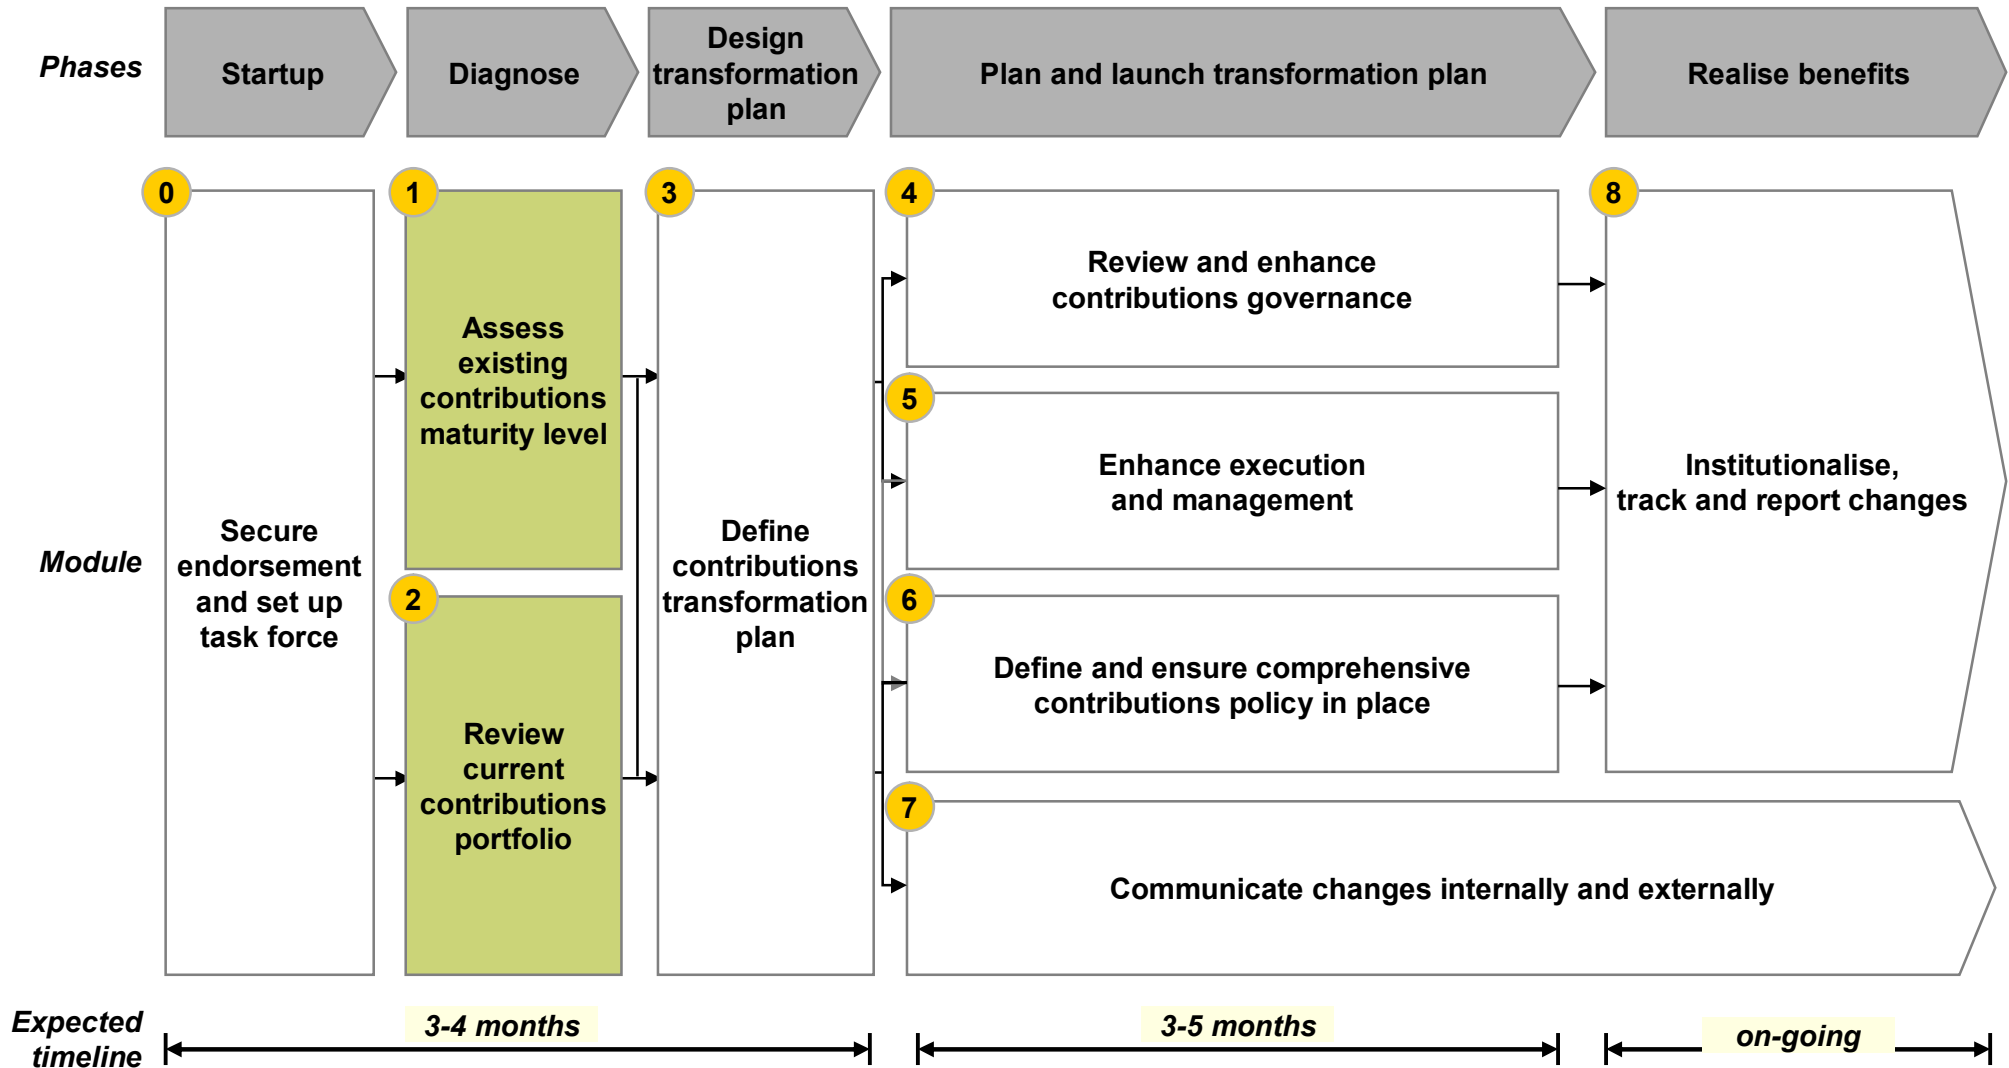 Phases
Startup
Diagnose
Design
transformation
plan
Plan and launch transformation plan
Realise benefits
Module
0
Secure
endorsement
and set up
task force
1
Assess
existing
contributions
maturity level
2
Review
current
contributions
portfolio
3
Define
contributions
transformation
plan
4
Review and enhance
contributions governance
5
Enhance execution
and management
6
Define and ensure comprehensive
contributions policy in place
7
Communicate changes internally and externally
8
Institutionalise,
track and report changes
Expected
timeline
3-4 months
3-5 months
on-going